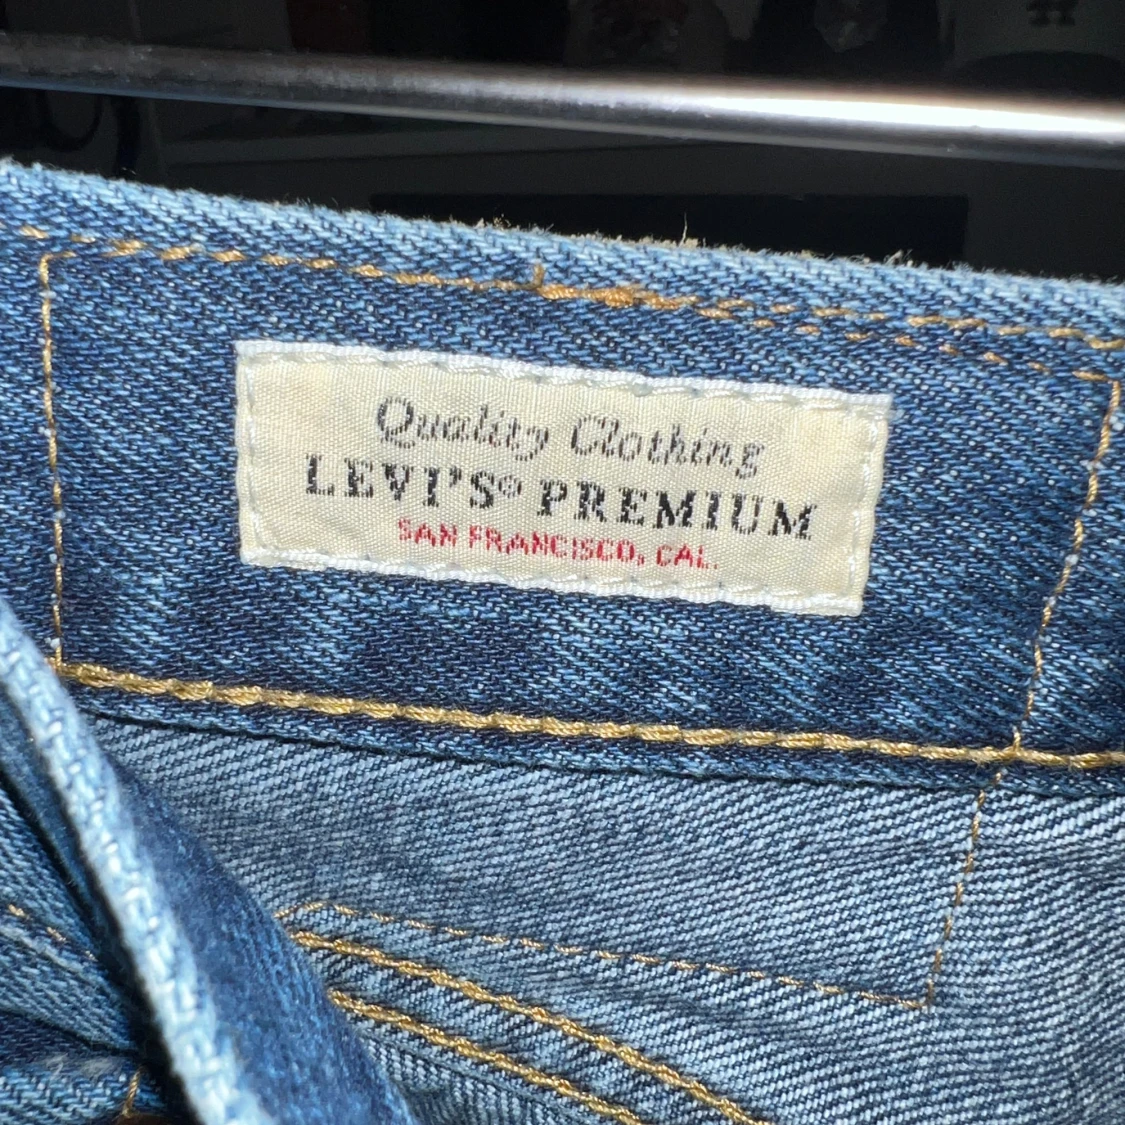 Quality Clothing
LEVI'S® PREMIUM
SAN FRANCISCO, CAL.